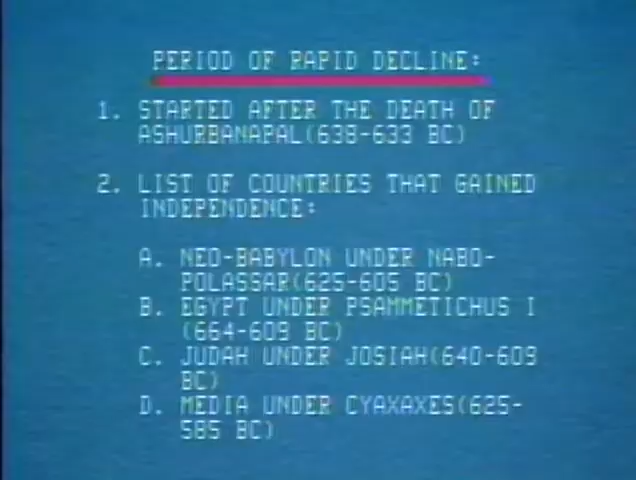 PERIOD OF RAPID DECLINE:
1. STARTED AFTER THE DEATH OF
ASHURBANAPAL(638-633 BC)
2. LIST OF COUNTRIES THAT GAINED
INDEPENDENCE:
A. NEO-BABYLON UNDER NABO-
POLASSAR(625-605 BC)
B. EGYPT UNDER PSAMMETICHUS I
(664-609 BC)
C. JUDAH UNDER JOSIAH(640-609
BC)
D. MEDIA UNDER CYAXAXES(625-
585 BC)